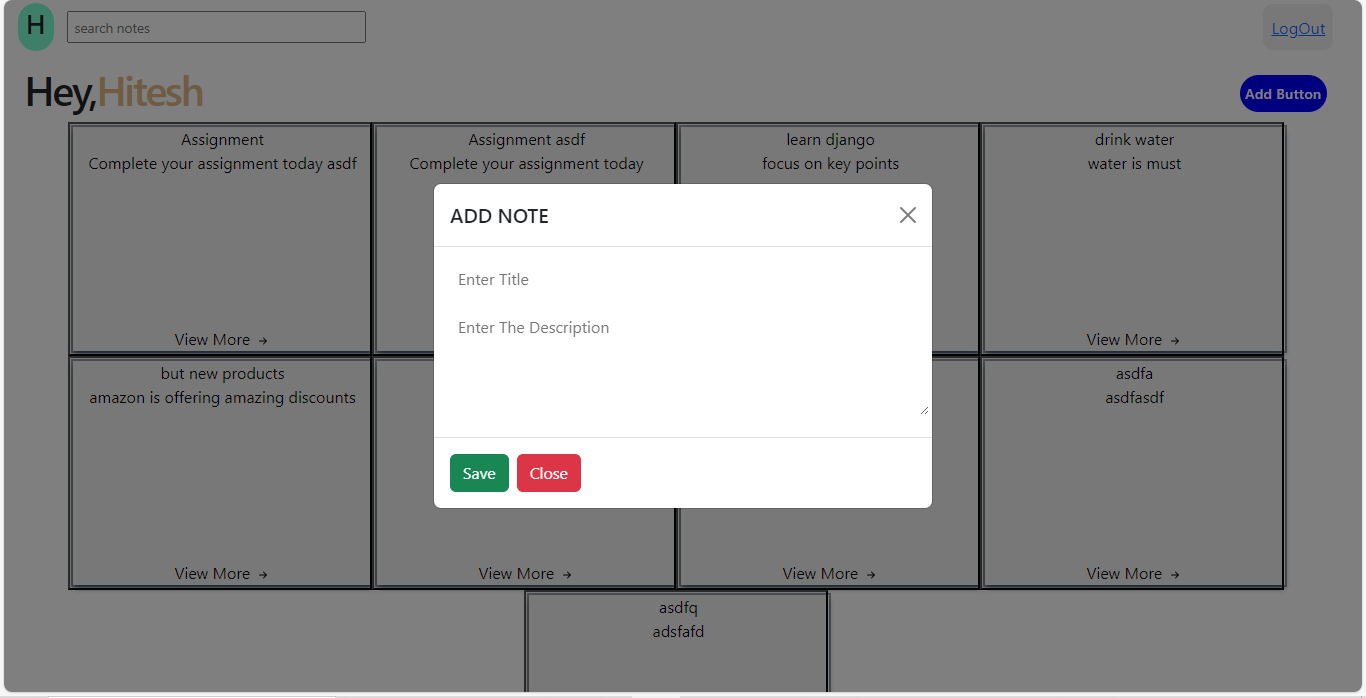 H
search notes
LogOut
Hey,Hitesh
Add Button
Assignment
Complete your assignment today asdf
View More →
Assignment asdf
Complete your assignment today
learn django
focus on key points
drink water
water is must
View More →
ADD NOTE
Enter Title
Enter The Description
Save
Close
but new products
amazon is offering amazing discounts
View More →
View More →
View More →
asdfa
asdfasdf
View More →
asdfq
adsfafd